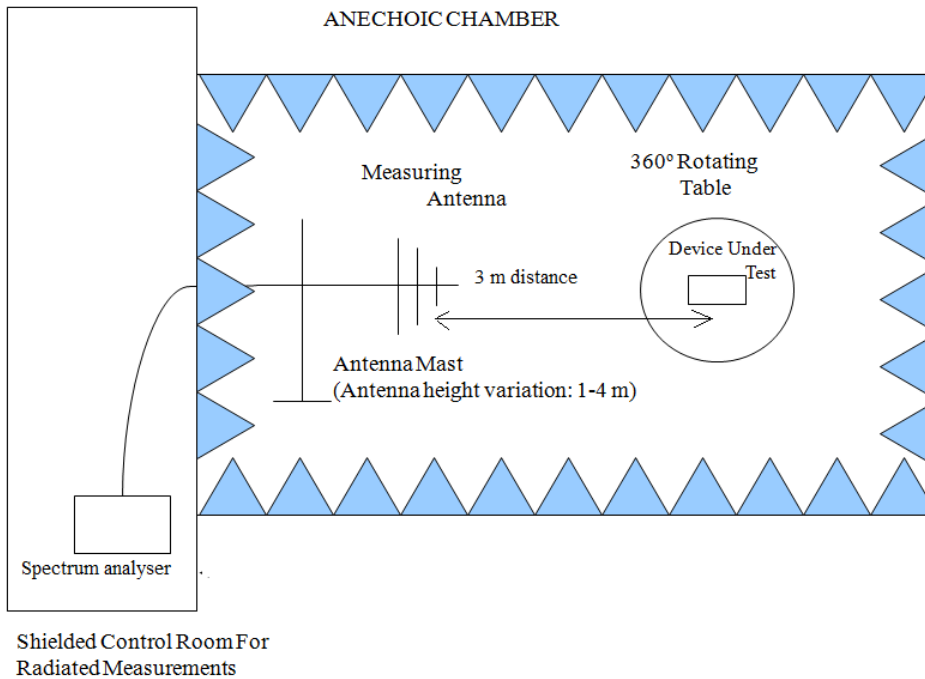 ANECHOIC CHAMBER
Measuring
Antenna
360º Rotating
Table
Device Under
Test
3 m distance
Antenna Mast
(Antenna height variation: 1-4 m)
Spectrum analyser
Shielded Control Room For
Radiated Measurements